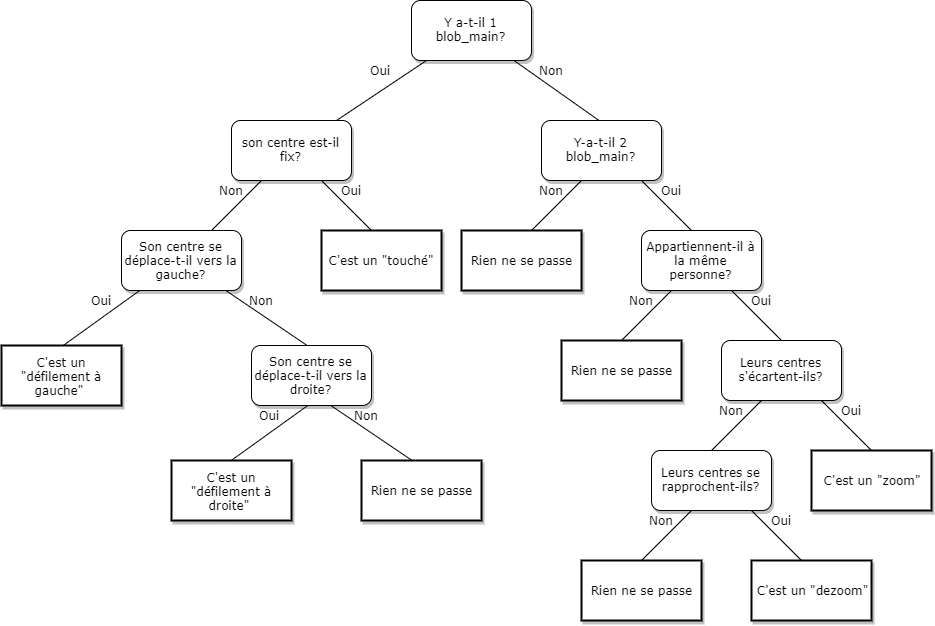 Y a-t-il 1
blob_main?
Oui
Non
son centre est-il
fix?
Y-a-t-il 2
blob_main?
Non
Oui
Non
Oui
Son centre se
déplace-t-il vers la
gauche?
C'est un "touché"
Rien ne se passe
Appartiennent-il à
la même
personne?
Oui
Non
Non
Oui
C'est un
"défilement à
gauche"
Son centre se
déplace-t-il vers la
droite?
Rien ne se passe
Leurs centres
s'écartent-ils?
Oui
Non
Non
Oui
C'est un
"défilement à
droite"
Rien ne se passe
Leurs centres se
rapprochent-ils?
C'est un "zoom"
Non
Oui
Rien ne se passe
C'est un "dezoom"